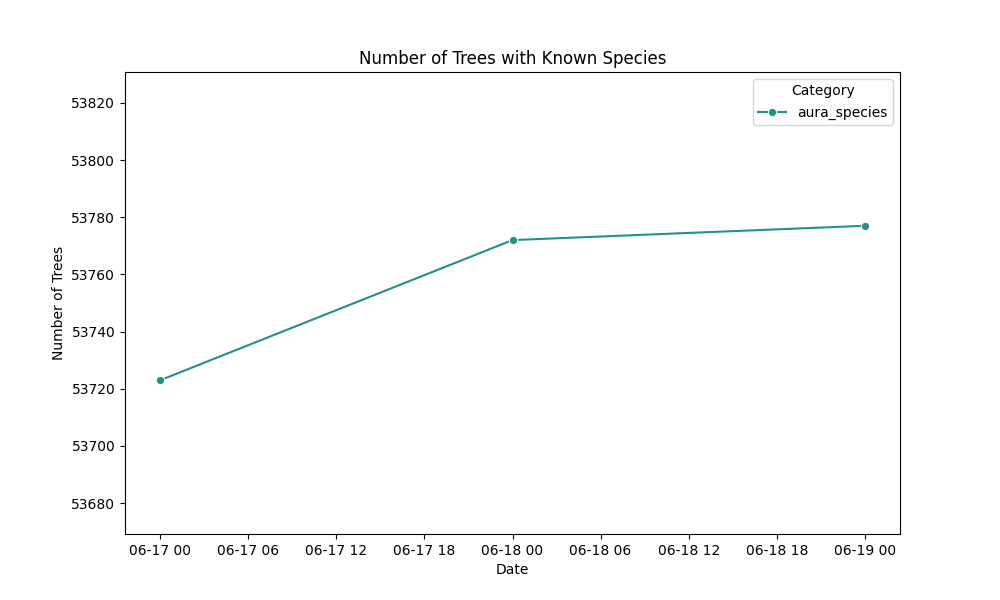 Number of Trees with Known Species
Category
aura_species
53820
53800
53780
53760
53740
53720
53700
53680
Number of Trees
06-17 00 06-17 06 06-17 12 06-17 18 06-18 00 06-18 06 06-18 12 06-18 18 06-19 00
Date